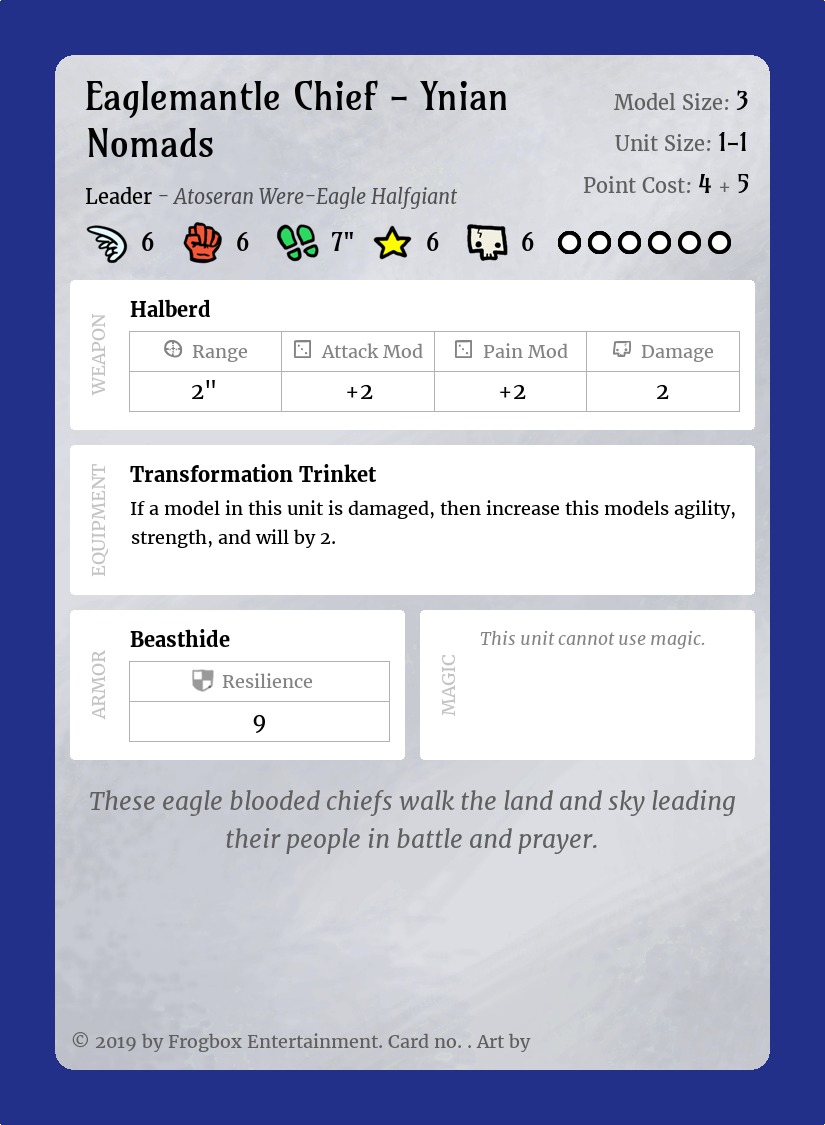 Eaglemantle Chief - Ynian
Nomads
Model Size: 3
Unit Size: 1-1
Point Cost: 4 + 5
Leader - Atoseran Were-Eagle Halfgiant
6 6 7" 6 6
WEAPON
Halberd
Range Attack Mod Pain Mod Damage
2" +2 +2 2
EQUIPMENT
Transformation Trinket
If a model in this unit is damaged, then increase this models agility,
strength, and will by 2.
ARMOR
Beasthide
Resilience
9
MAGIC
This unit cannot use magic.
These eagle blooded chiefs walk the land and sky leading
their people in battle and prayer.
© 2019 by Frogbox Entertainment. Card no. . Art by